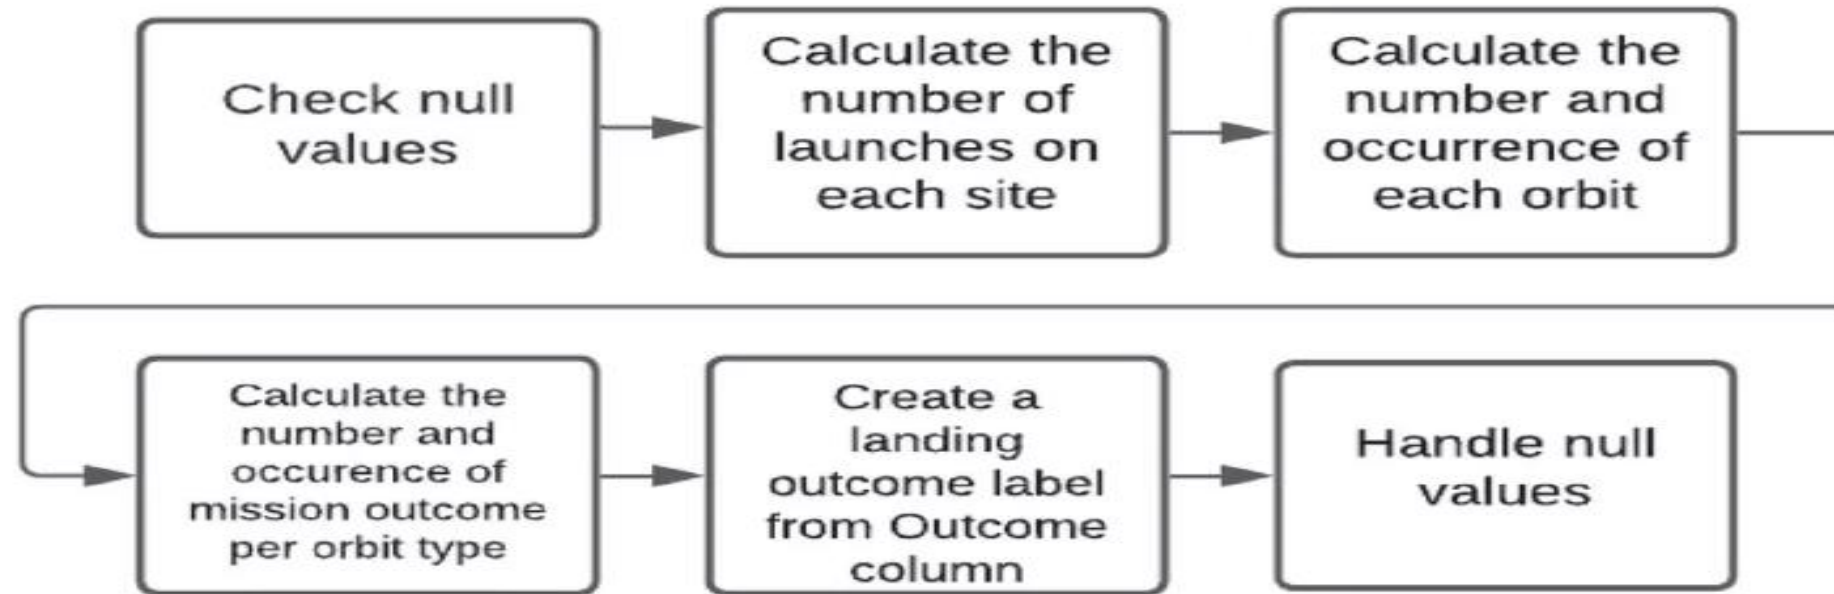 Check null
values
Calculate the
number of
launches on
each site
Calculate the
number and
occurrence of
each orbit
Calculate the
number and
occurence of
mission outcome
per orbit type
Create a
landing
outcome label
from Outcome
column
Handle null
values